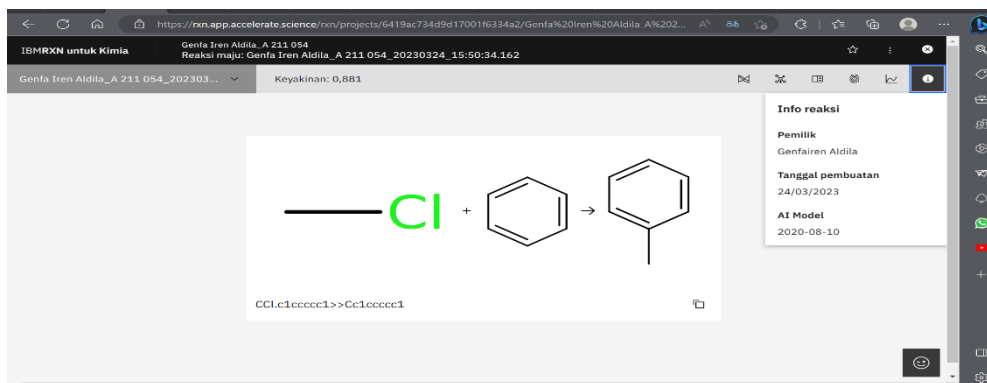 https://rxn.app.accelerate.science/rxn/projects/6419ac734d9d17001f6334a2/Genfa%20Iren%20Aldila_A%202...
IBMRXN untuk Kimia
Genfa Iren Aldila_A 211 054
Reaksi maju: Genfa Iren Aldila_A 211 054_20230324_15:50:34.162
Genfa Iren Aldila_A 211 054_202303...
Keyakinan: 0,881
Info reaksi
Pemilik
Genfairen Aldila
Tanggal pembuatan
24/03/2023
AI Model
2020-08-10
Cl
+
→
CCl.c1ccccc1>>Cc1ccccc1